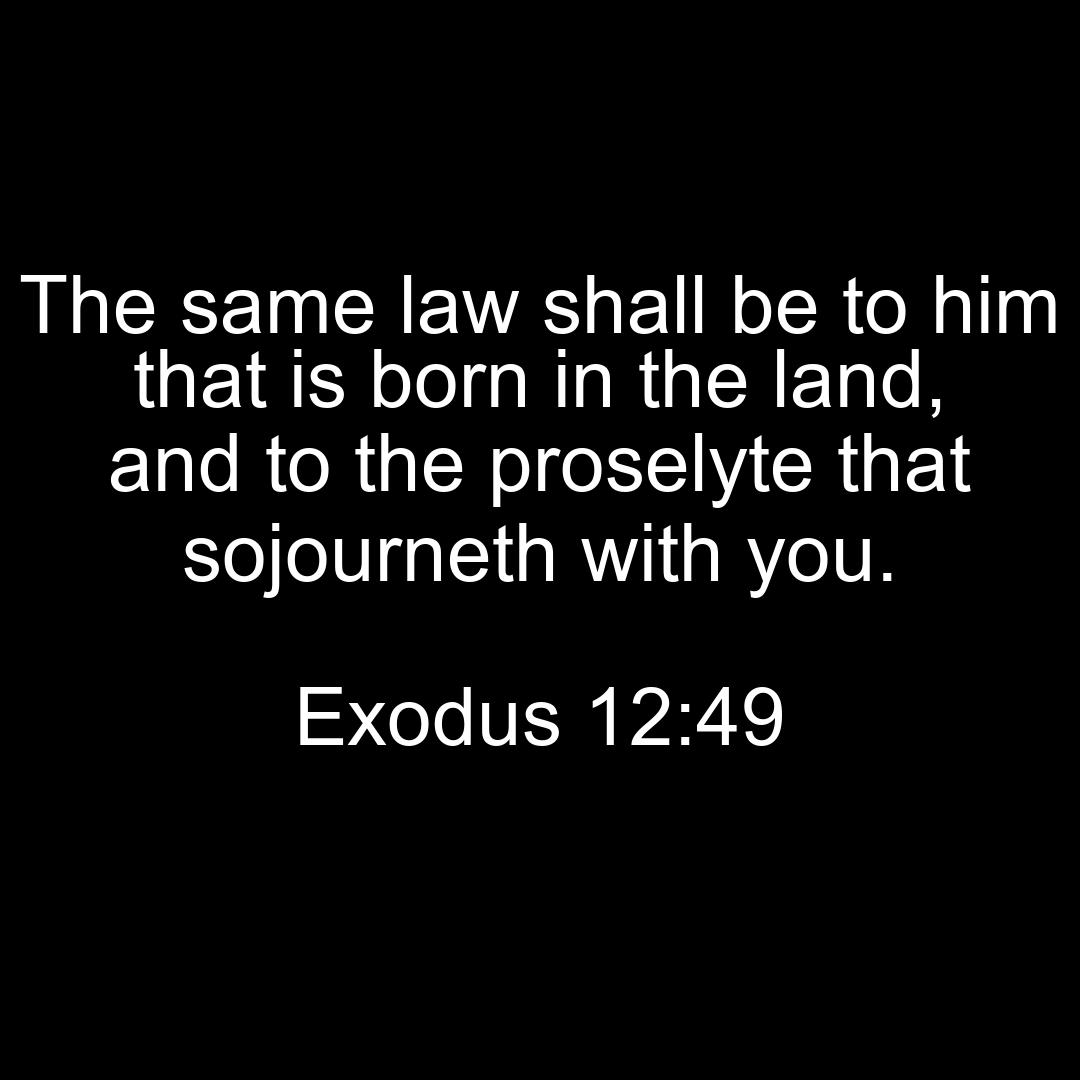 The same law shall be to him
that is born in the land,
and to the proselyte that
sojourneth with you.
Exodus 12:49